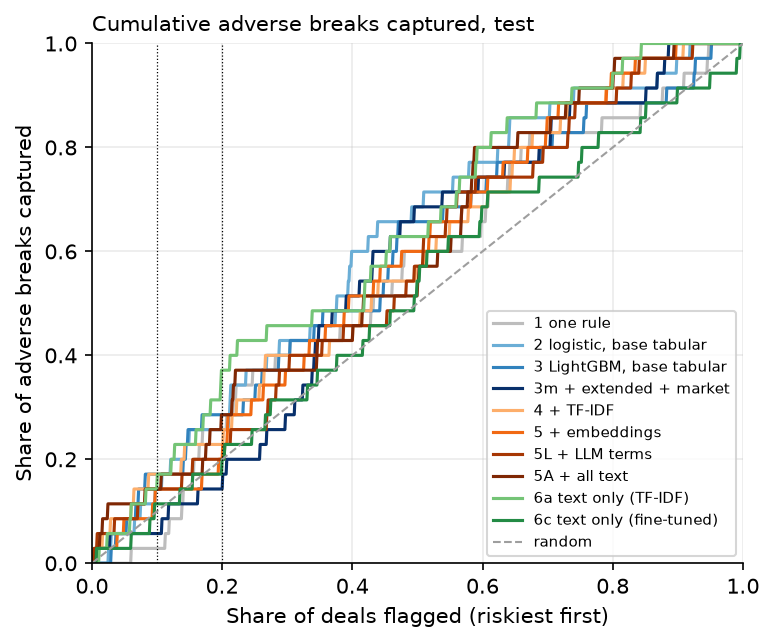 Cumulative adverse breaks captured, test
Share of adverse breaks captured
1.0
0.8
0.6
0.4
0.2
0.0
1 one rule
2 logistic, base tabular
3 LightGBM, base tabular
3m + extended + market
4 + TF-IDF
5 + embeddings
5L + LLM terms
5A + all text
6a text only (TF-IDF)
6c text only (fine-tuned)
random
0.0 0.2 0.4 0.6 0.8 1.0
Share of deals flagged (riskiest first)